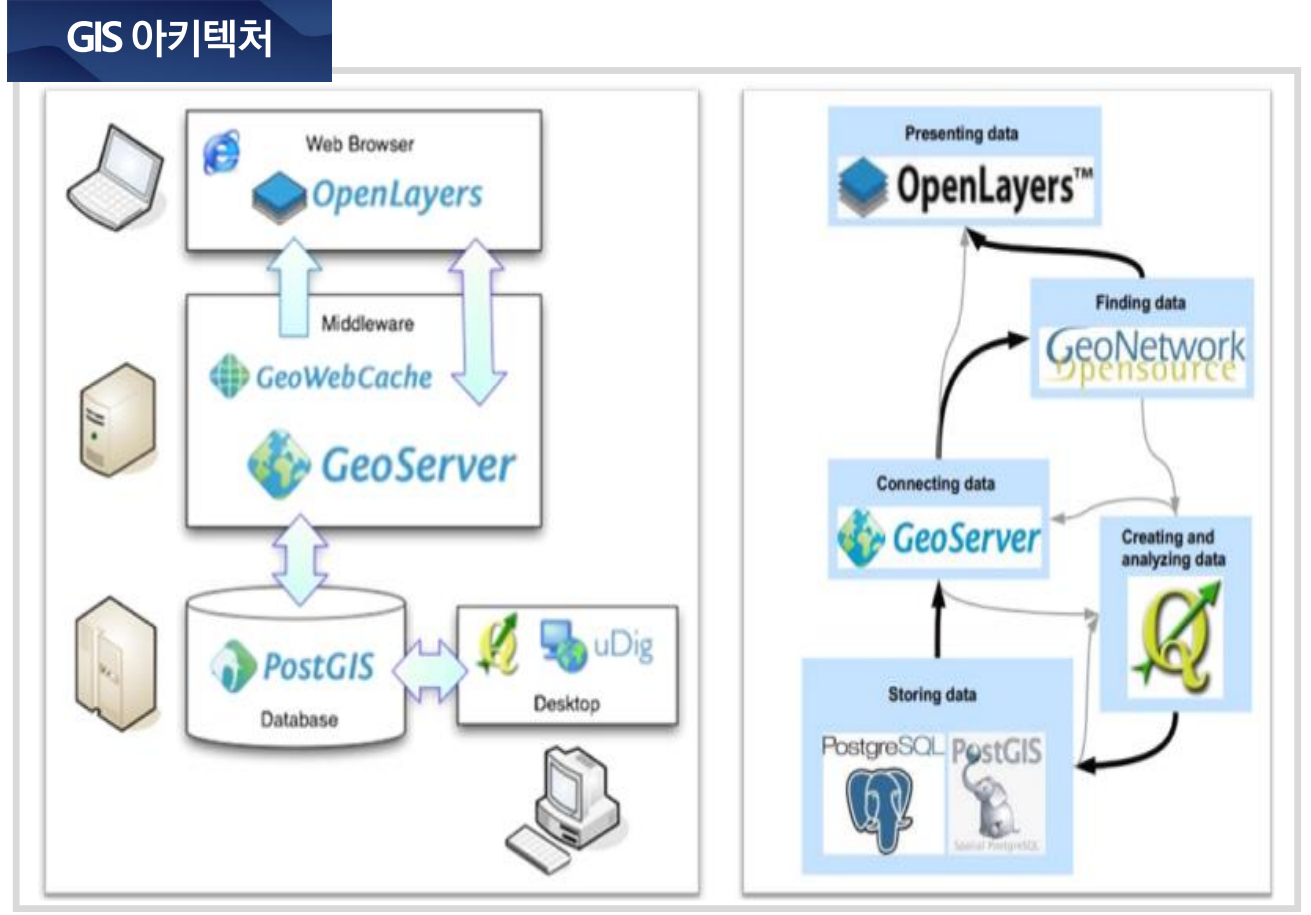 GIS 아키텍처
Web Browser
OpenLayers
Middleware
GeoWebCache
GeoServer
PostGIS
Database
uDig
Desktop
Presenting data
OpenLayers™
Finding data
GeoNetwork
Opensource
Connecting data
GeoServer
Creating and
analyzing data
Storing data
PostgreSQL
PostGIS
Spatial PostgreSQL